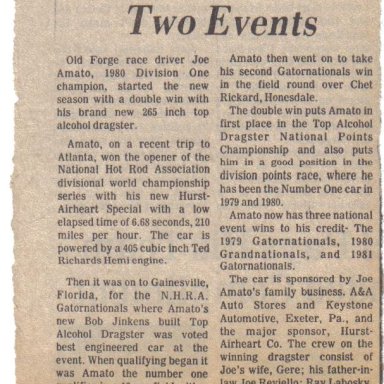 Two Events
Old Forge race driver Joe
Amato, 1980 Division One
champion, started the new
season with a double win with
his brand new 265 inch top
alcohol dragster.
Amato, on a recent trip to
Atlanta, won the opener of the
National Hot Rod Association
divisional world championship
series with his new Hurst-
Airheart Special with a low
elapsed time of 6.68 seconds, 210
miles per hour. The car is
powered by a 405 cubic inch Ted
Richards Hemi engine.
Then it was on to Gainesville,
Florida, for the N.H.R.A.
Gatornationals where Amato's
new Bob Jinkens built Top
Alcohol Dragster was voted
best engineered car at the
event. When qualifying began it
was Amato the number one
Amato then went on to take
his second Gatornationals win
in the field round over Chet
Rickard, Honesdale.
The double win puts Amato in
first place in the Top Alcohol
Dragster National Points
Championship and also puts
him in a good position in the
division points race, where he
has been the Number One car in
1979 and 1980.
Amato now has three national
event wins to his credit- The
1979 Gatornationals, 1980
Grandnationals, and 1981
Gatornationals.
The car is sponsored by Joe
Amato's family business. A&A
Auto Stores and Keystone
Automotive, Exeter, Pa., and
the major sponsor, Hurst-
Airheart Co. The crew on the
winning dragster consist of
Joe's wife, Gere; his father-in-
law Joe Reviello; Ray Labosky